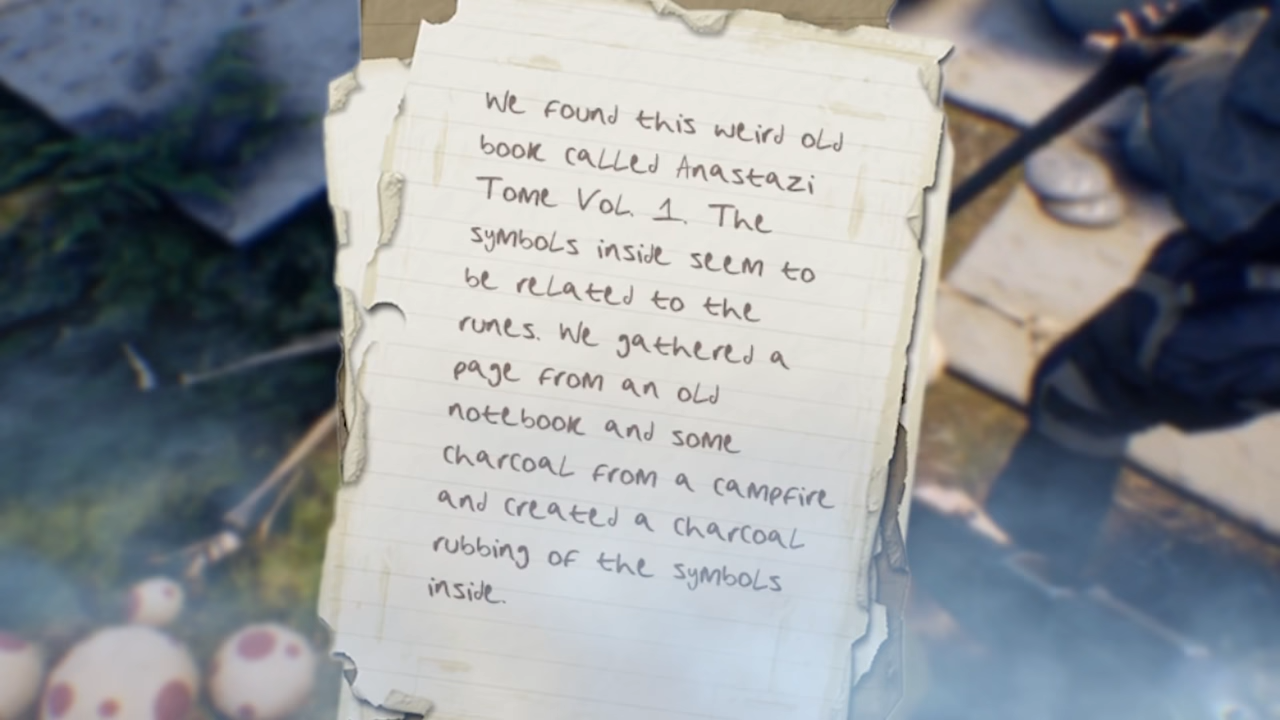 We found this weird old
book called Anastazi
Tome Vol. 1. The
symbols inside seem to
be related to the
runes. We gathered a
page from an old
notebook and some
charcoal from a campfire
and created a charcoal
rubbing of the symbols
inside.